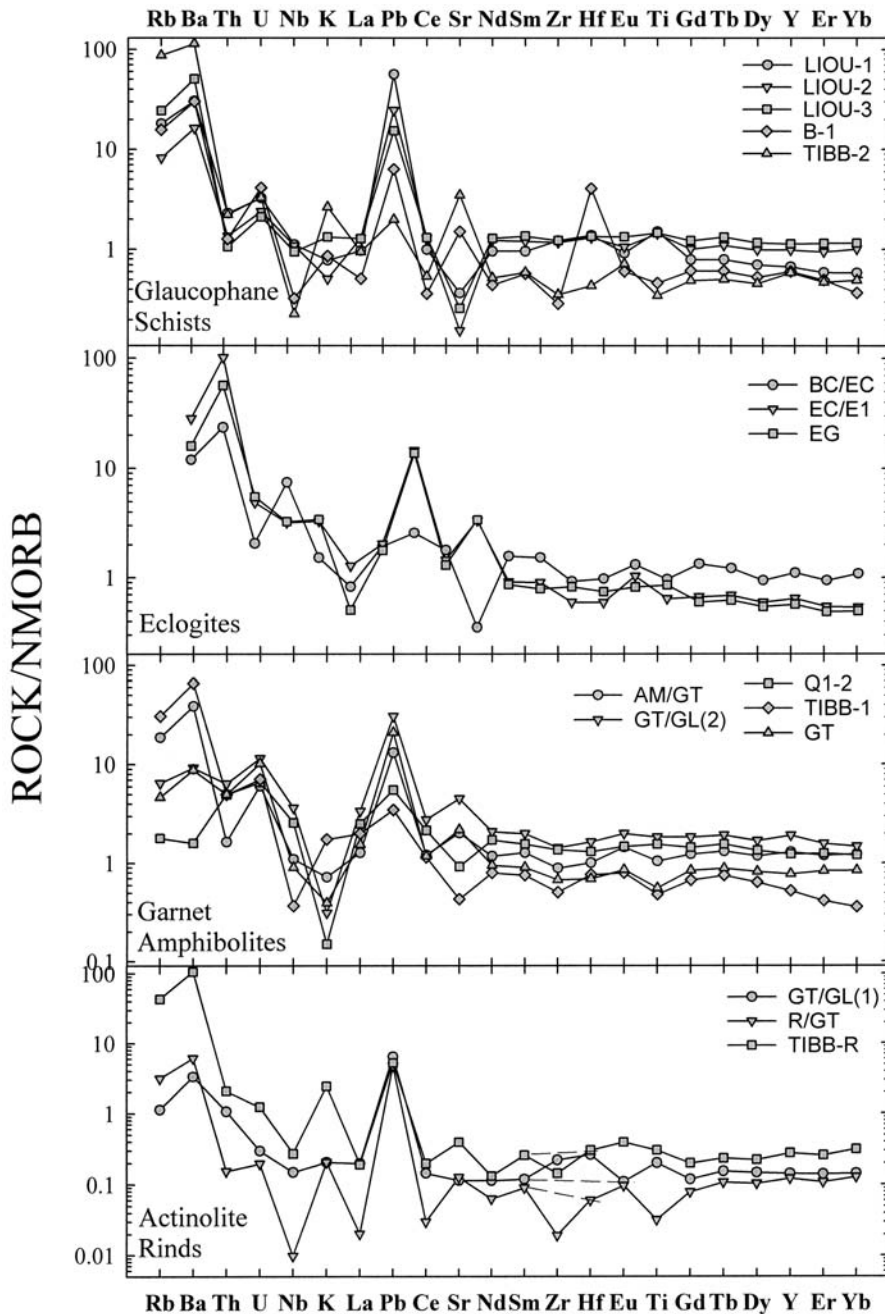 Rb Ba Th U Nb K La Pb Ce Sr Nd Sm Zr Hf Eu Ti Gd Tb Dy Y Er Yb
ROCK/NMORB
100
10
1
LIOU-1
LIOU-2
LIOU-3
B-1
TIBB-2
Glaucophane
Schists
100
10
1
BC/EC
EC/E1
EG
Eclogites
100
10
1
0.1
AM/GT
GT/GL(2)
Q1-2
TIBB-1
GT
Garnet
Amphibolites
100
10
1
0.1
0.01
GT/GL(1)
R/GT
TIBB-R
Actinolite
Rinds
Rb Ba Th U Nb K La Pb Ce Sr Nd Sm Zr Hf Eu Ti Gd Tb Dy Y Er Yb